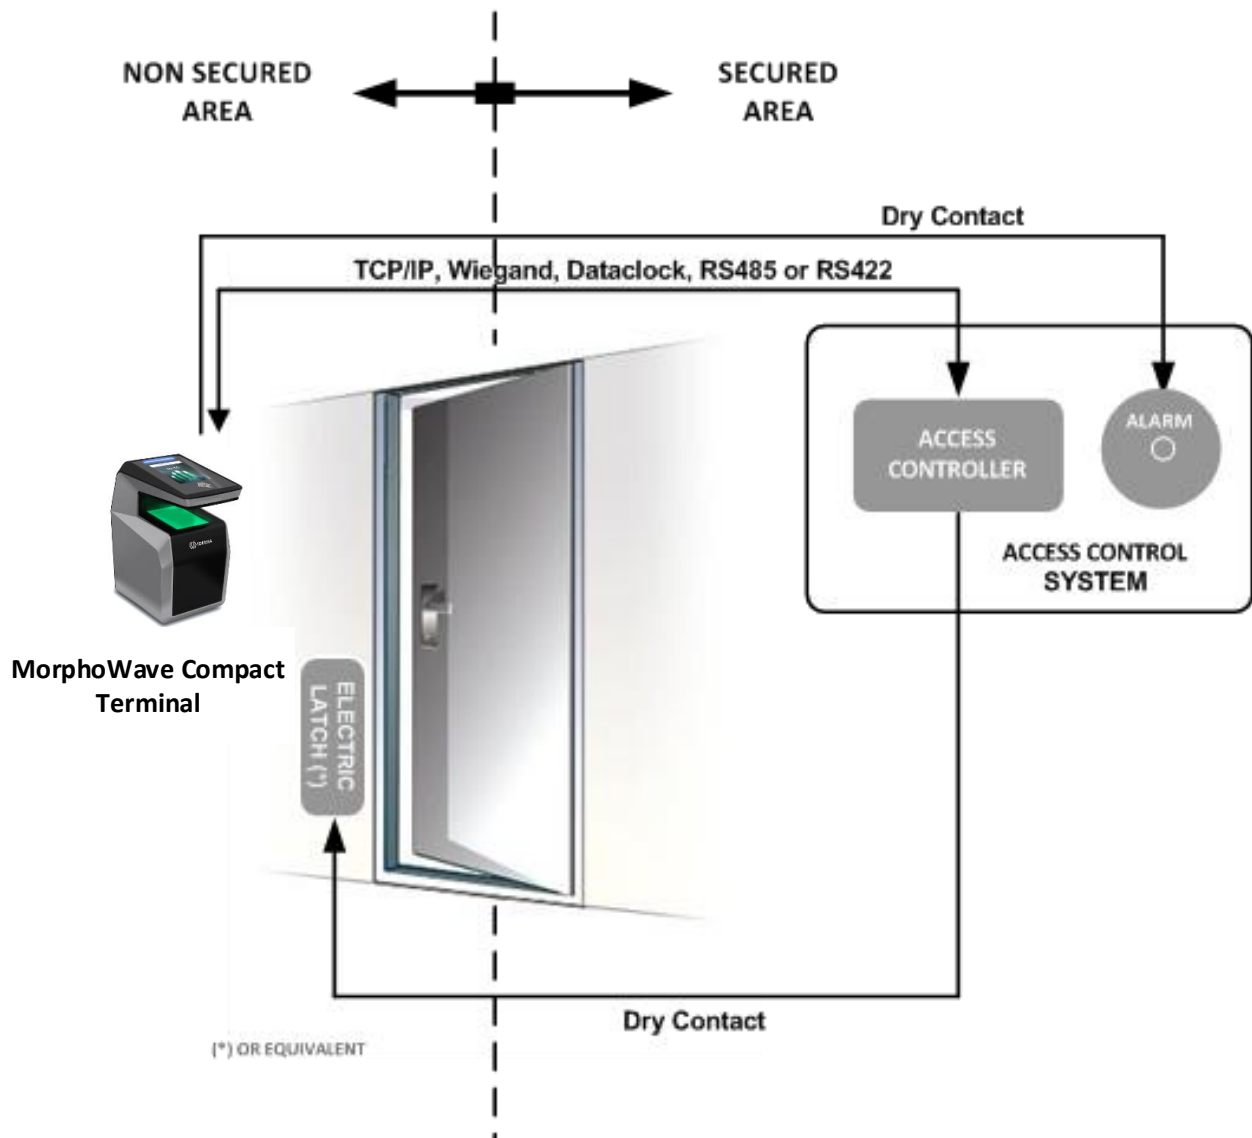 NON SECURED
AREA
SECURED
AREA
Dry Contact
TCP/IP, Wiegand, Dataclock, RS485 or RS422
ACCESS
CONTROLLER
ALARM
ACCESS CONTROL
SYSTEM
MorphoWave Compact
Terminal
ELECTRIC
LATCH (*)
Dry Contact
(*) OR EQUIVALENT